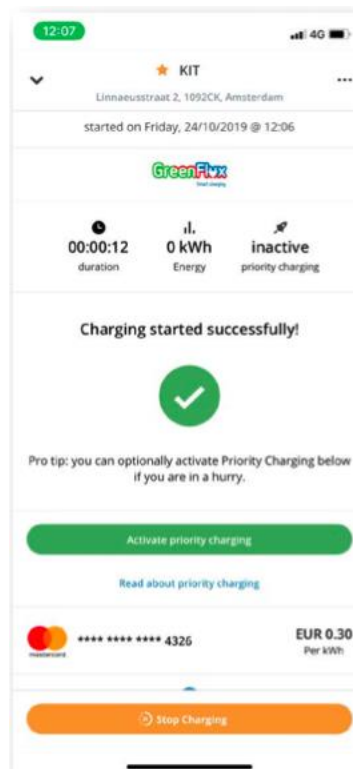 12:07
4G
KIT
Linnaeusstraat 2, 1092CK, Amsterdam
started on Friday, 24/10/2019 @ 12:06
GreenFlux
Smart charging
00:00:12
duration
0 kWh
Energy
inactive
priority charging
Charging started successfully!
Pro tip: you can optionally activate Priority Charging below
if you are in a hurry.
Activate priority charging
Read about priority charging
mastercard
**** **** **** 4326
EUR 0.30
Per kWh
Stop Charging